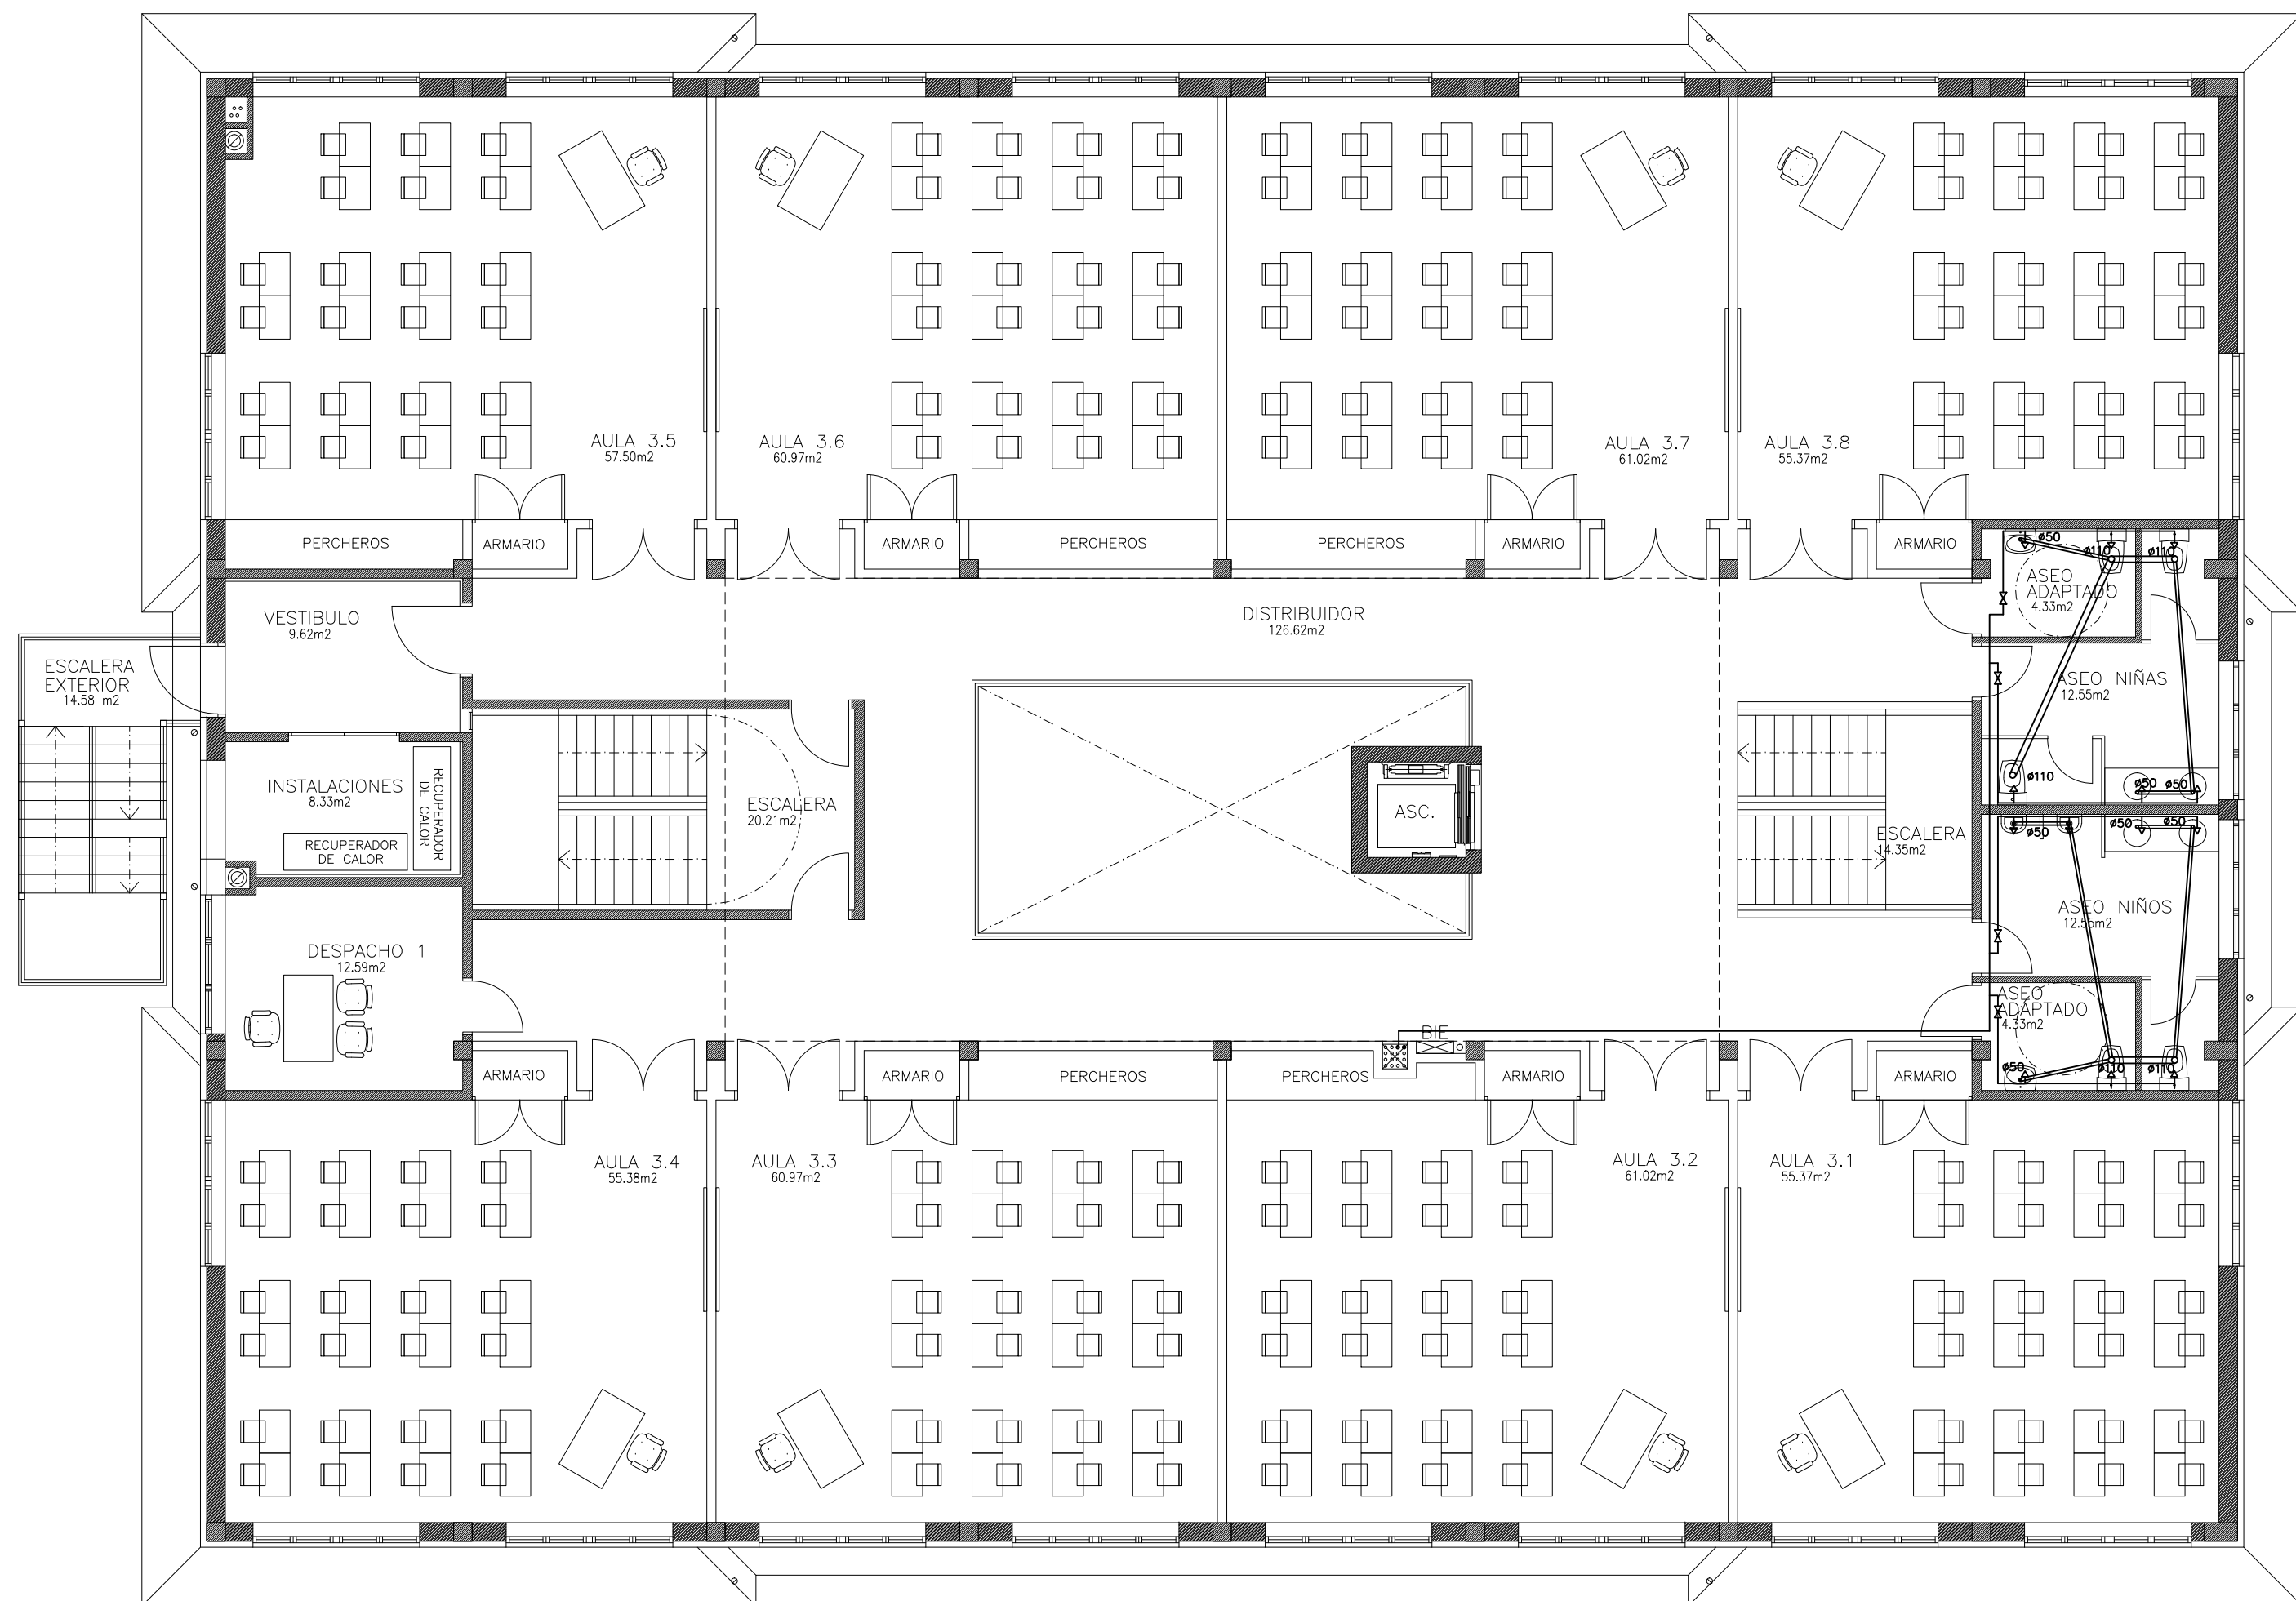 AULA 3.5
57.50m2
AULA 3.6
60.97m2
AULA 3.7
61.02m2
AULA 3.8
55.37m2
PERCHEROS
ARMARIO
ARMARIO
PERCHEROS
PERCHEROS
ARMARIO
ARMARIO
ø50
ø110
ø110
ASEO
ADAPTADO
4.33m2
VESTIBULO
9.62m2
DISTRIBUIDOR
126.62m2
ESCALERA
EXTERIOR
14.58 m2
ASEO NIÑAS
12.55m2
INSTALACIONES
8.33m2
RECUPERADOR
DE CALOR
RECUPERADOR
DE CALOR
ESCALERA
20.21m2
ASC.
ø110
ø50
ø50
ESCALERA
14.35m2
ø50
ø50
ø50
ASEO NIÑOS
12.55m2
DESPACHO 1
12.59m2
ASEO
ADAPTADO
4.33m2
BIE
ø50
ø110
ø110
ARMARIO
ARMARIO
PERCHEROS
PERCHEROS
ARMARIO
ARMARIO
AULA 3.4
55.38m2
AULA 3.3
60.97m2
AULA 3.2
61.02m2
AULA 3.1
55.37m2